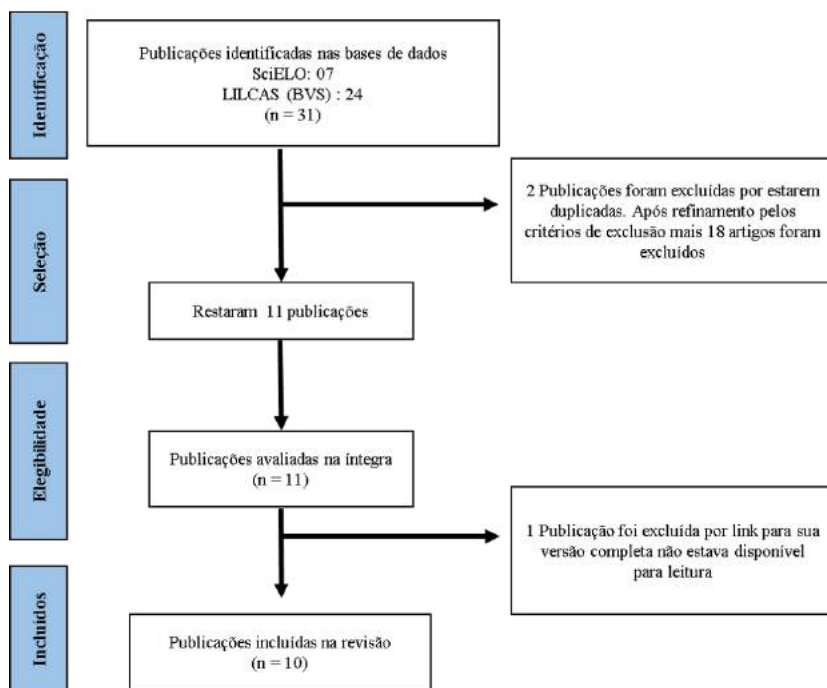 Identificação
Publicações identificadas nas bases de dados
SciELO: 07
LILCAS (BVS) : 24
(n = 31)
Seleção
2 Publicações foram excluídas por estarem
duplicadas. Após refinamento pelos
critérios de exclusão mais 18 artigos foram
excluídos
Restaram 11 publicações
Elegibilidade
Publicações avaliadas na íntegra
(n = 11)
1 Publicação foi excluída por link para sua
versão completa não estava disponível
para leitura
Incluidos
Publicações incluídas na revisão
(n = 10)